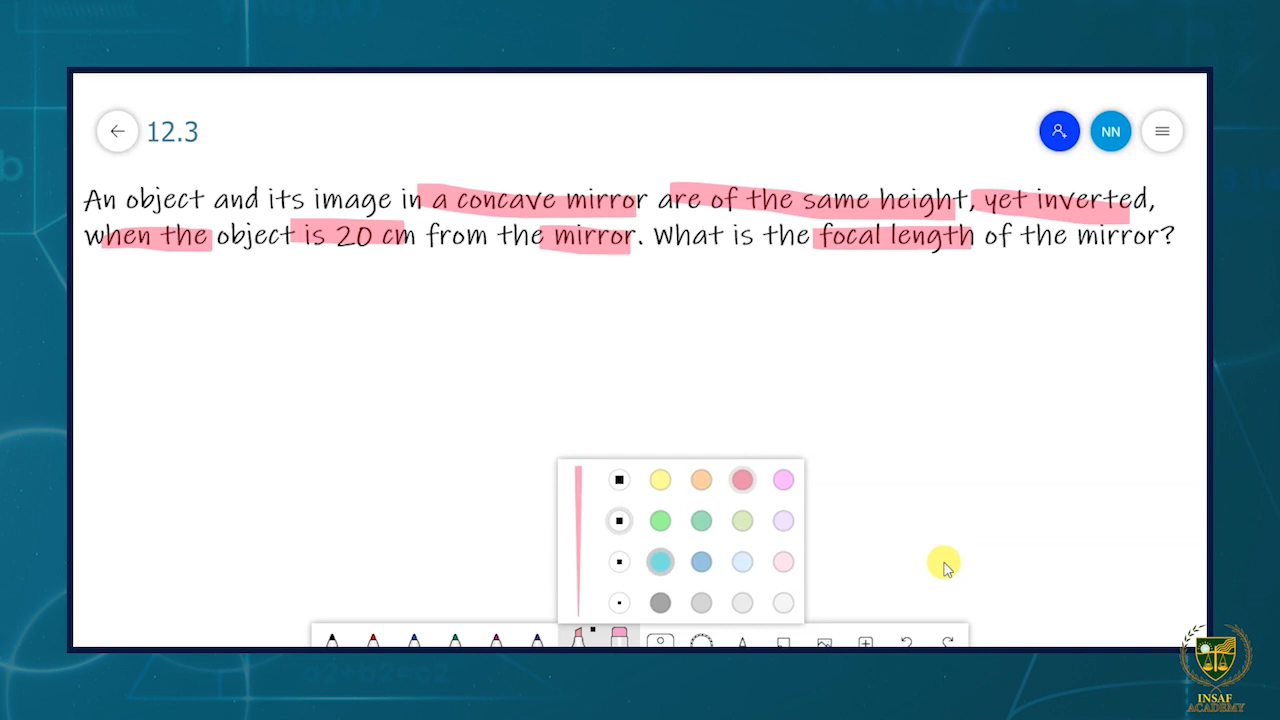 12.3
NN
An object and its image in a concave mirror are of the same height, yet inverted,
when the object is 20 cm from the mirror. What is the focal length of the mirror?
INSAF
ACADEMY